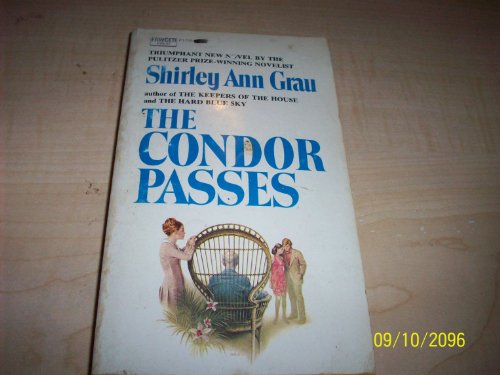 FAWCETT
TRIUMPHANT NEW NOVEL BY THE
PULITZER PRIZE-WINNING NOVELIST
Shirley Ann Grau
author of THE KEEPERS OF THE HOUSE
and THE HARD BLUE SKY
THE
CONDOR
PASSES
09/10/2096